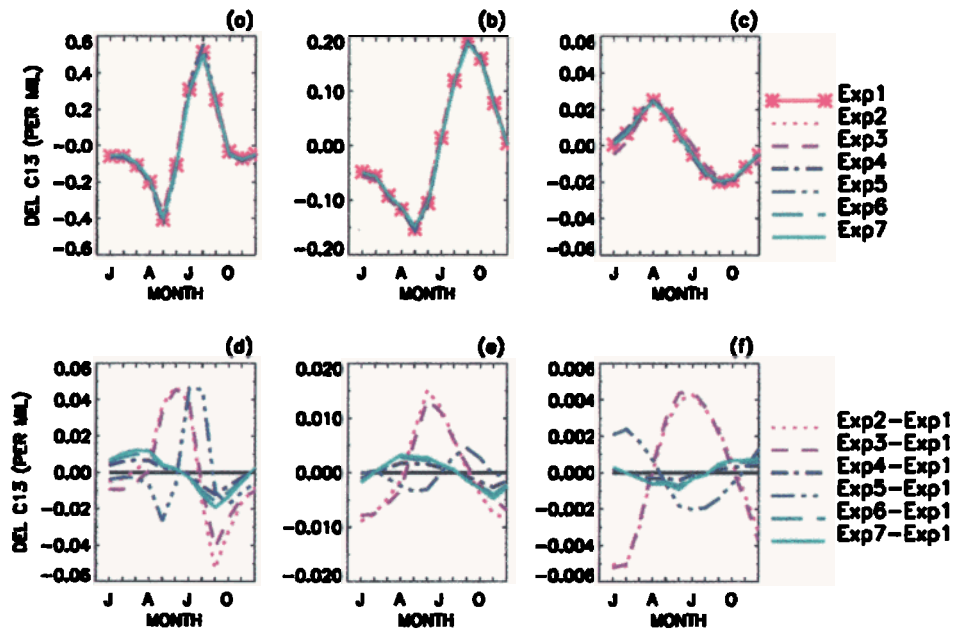 (a)
(b)
(c)
DEL C13 (PER MIL)
0.6
0.4
0.2
-0.0
-0.2
-0.4
-0.6
J A J O
MONTH
0.20
0.10
0.00
-0.10
-0.20
J A J O
MONTH
0.06
0.04
0.02
0.00
-0.02
-0.04
-0.06
J A J O
MONTH
Exp1
Exp2
Exp3
Exp4
Exp5
Exp6
Exp7
(d)
(e)
(f)
DEL C13 (PER MIL)
0.06
0.04
0.02
0.00
-0.02
-0.04
-0.06
J A J O
MONTH
0.020
0.010
0.000
-0.010
-0.020
J A J O
MONTH
0.006
0.004
0.002
0.000
-0.002
-0.004
-0.006
J A J O
MONTH
Exp2-Exp1
Exp3-Exp1
Exp4-Exp1
Exp5-Exp1
Exp6-Exp1
Exp7-Exp1